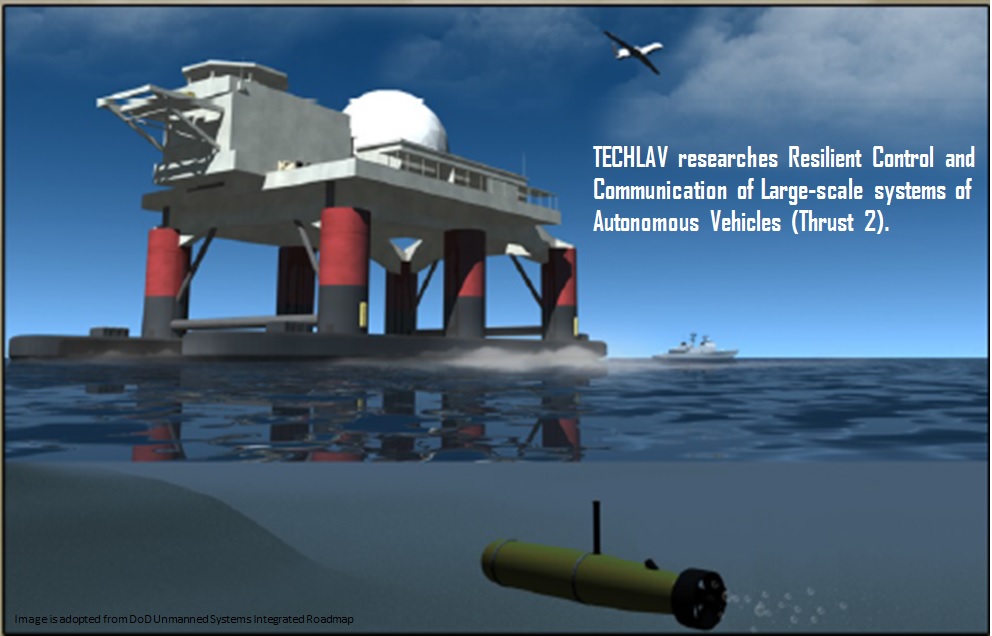 TECHLAV researches Resilient Control and
Communication of Large-scale systems of
Autonomous Vehicles (Thrust 2).
Image is adopted from DoD Unmanned Systems Integrated Roadmap